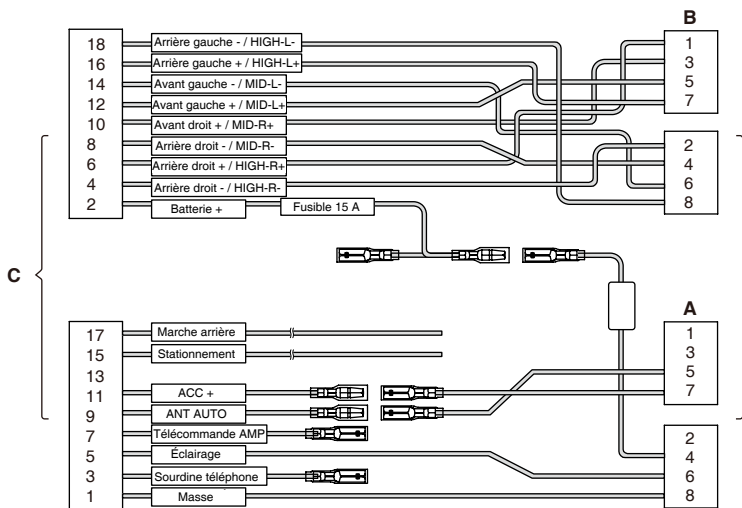 B
18 Arrière gauche - / HIGH-L- 1
16 Arrière gauche + / HIGH-L+ 3
14 Avant gauche - / MID-L- 5
12 Avant gauche + / MID-L+ 7
10 Avant droit + / MID-R+
8 Arrière droit - / MID-R- 2
6 Arrière droit + / HIGH-R+ 4
4 Arrière droit - / HIGH-R- 6
2 Batterie + Fusible 15 A 8
C
A
17 Marche arrière 1
15 Stationnement 3
13 5
11 ACC + 7
9 ANT AUTO
7 Télécommande AMP 2
5 Éclairage 4
3 Sourdine téléphone 6
1 Masse 8